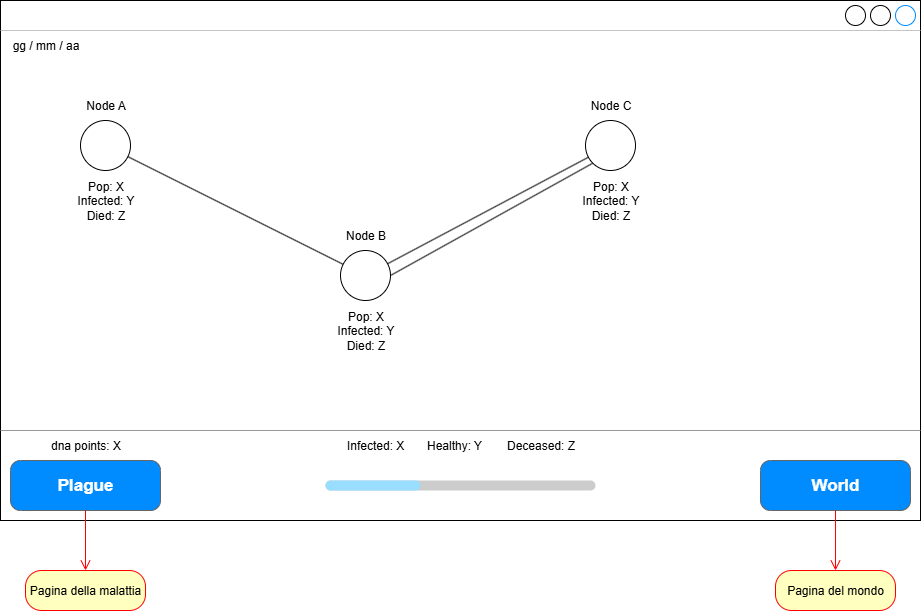 gg / mm / aa
Node A
Pop: X
Infected: Y
Died: Z
Node C
Pop: X
Infected: Y
Died: Z
Node B
Pop: X
Infected: Y
Died: Z
dna points: X
Infected: X
Healthy: Y
Deceased: Z
Plague
World
Pagina della malattia
Pagina del mondo